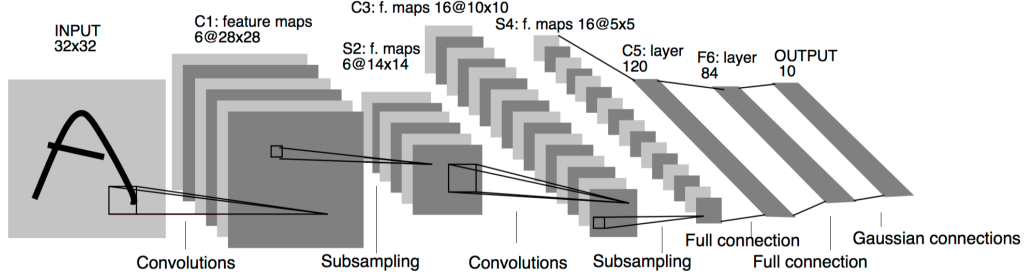 INPUT
32x32
C1: feature maps
6@28x28
S2: f. maps
6@14x14
C3: f. maps 16@10x10
S4: f. maps 16@5x5
C5: layer
120
F6: layer
84
OUTPUT
10
Convolutions
Subsampling
Convolutions
Subsampling
Full connection
Full connection
Gaussian connections